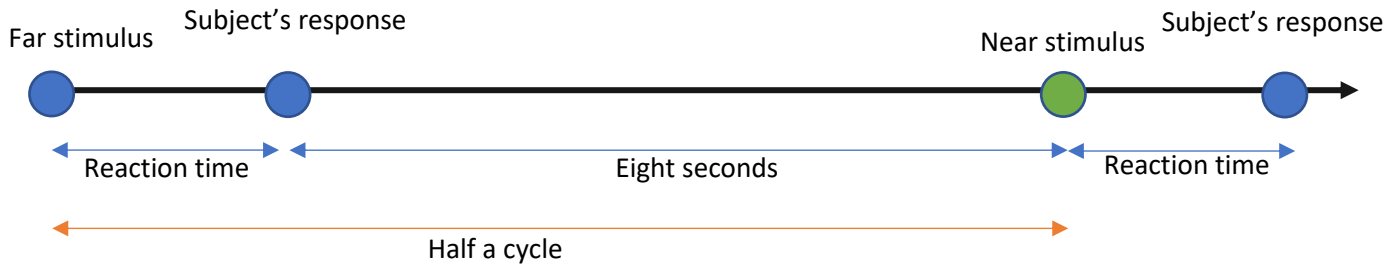 Far stimulus
Subject’s response
Near stimulus
Subject’s response
Reaction time
Eight seconds
Reaction time
Half a cycle